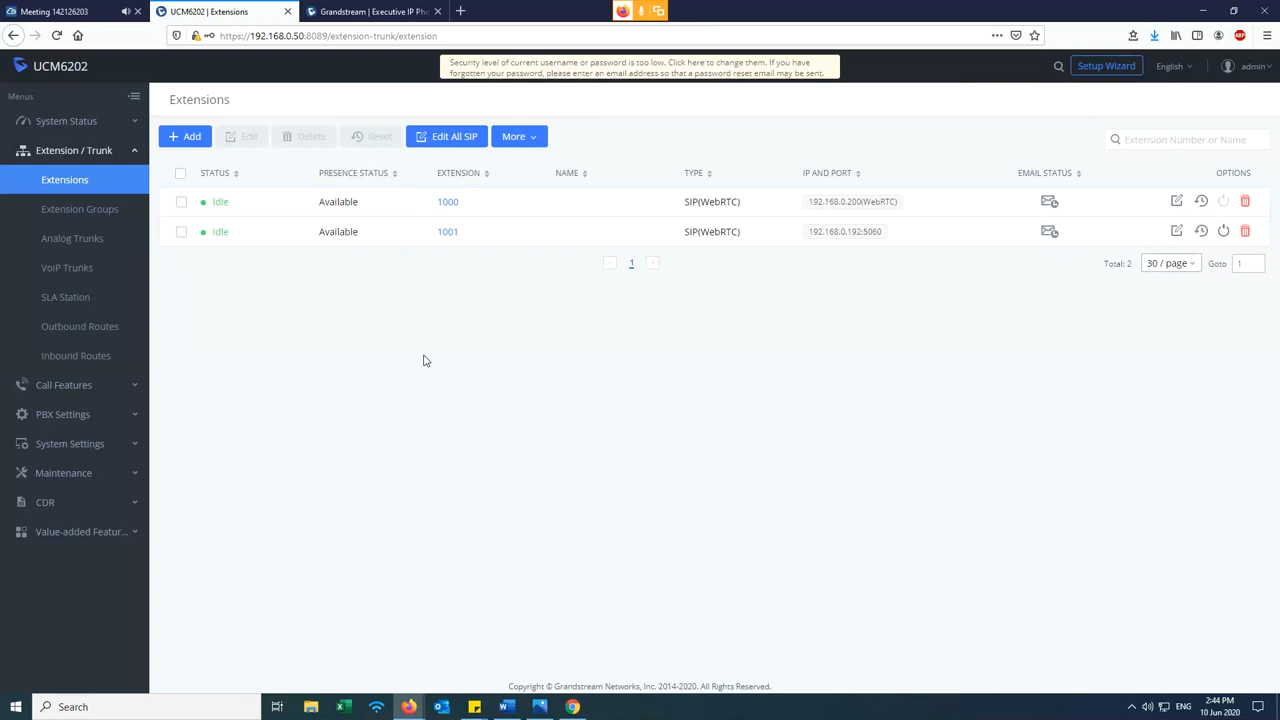 Meeting 142126203
UCM6202 | Extensions
Grandstream | Executive IP Pho
https://192.168.0.50:8089/extension-trunk/extension
ABP
UCM6202
Security level of current username or password is too low. Click here to change them. If you have
forgotten your password, please enter an email address so that a password reset email may be sent.
Setup Wizard
English
admin
Menus
System Status
Extension / Trunk
Extensions
Extension Groups
Analog Trunks
VoIP Trunks
SLA Station
Outbound Routes
Inbound Routes
Call Features
PBX Settings
System Settings
Maintenance
CDR
Value-added Featur...
Extensions
+ Add
Edit
Delete
Reset
Edit All SIP
More
Extension Number or Name
STATUS PRESENCE STATUS EXTENSION NAME TYPE IP AND PORT EMAIL STATUS OPTIONS
Idle Available 1000 SIP(WebRTC) 192.168.0.200(WebRTC)
Idle Available 1001 SIP(WebRTC) 192.168.0.192:5060
< 1 > Total: 2 30 / page Goto 1
Copyright © Grandstream Networks, Inc. 2014-2020. All Rights Reserved.
Search
ENG
2:44 PM
10 Jun 2020